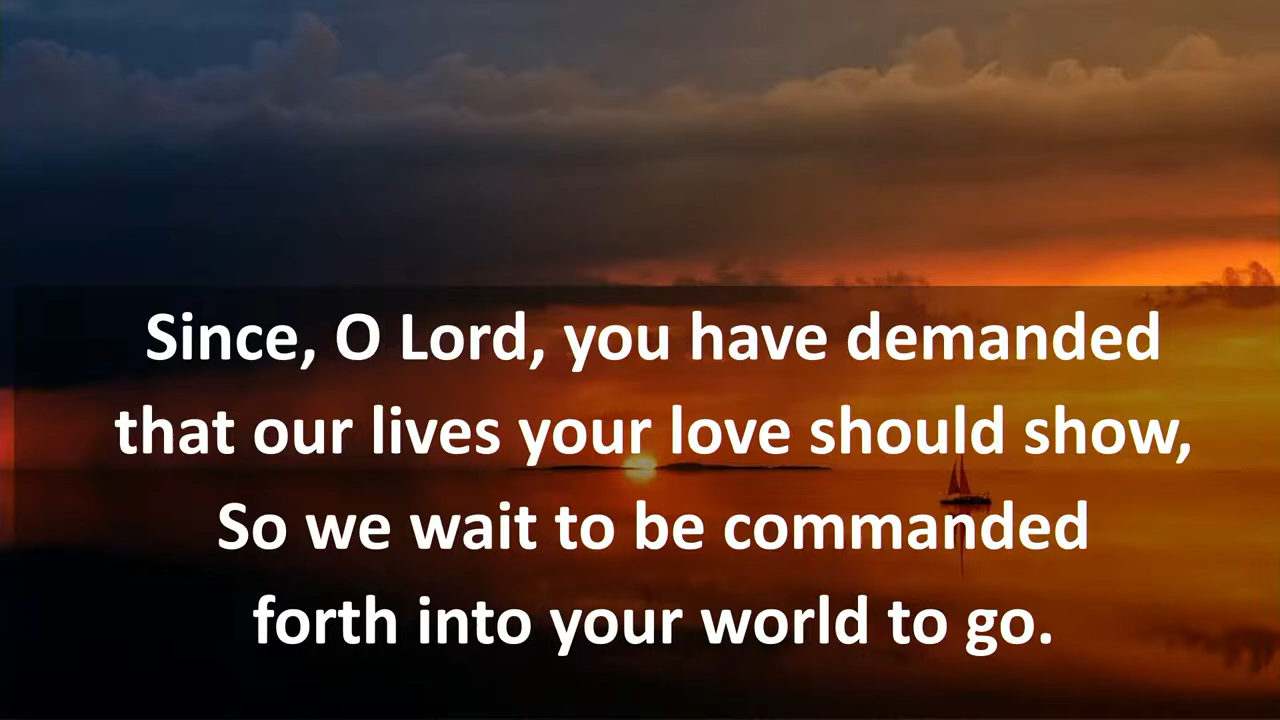 Since, O Lord, you have demanded
that our lives your love should show,
So we wait to be commanded
forth into your world to go.